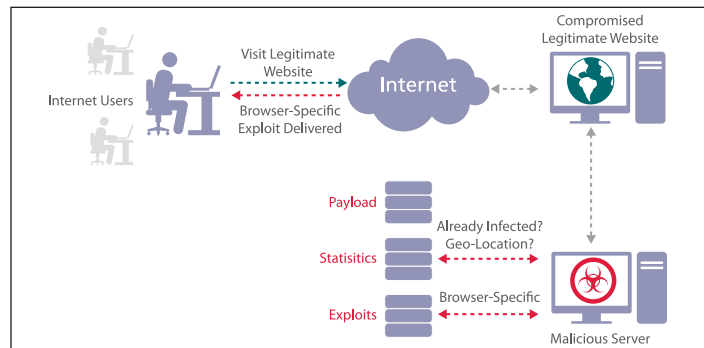 Compromised
Legitimate Website
Visit Legitimate
Website
Internet
Internet Users
Browser-Specific
Exploit Delivered
Payload
Already Infected?
Geo-Location?
Statisitics
Browser-Specific
Exploits
Malicious Server